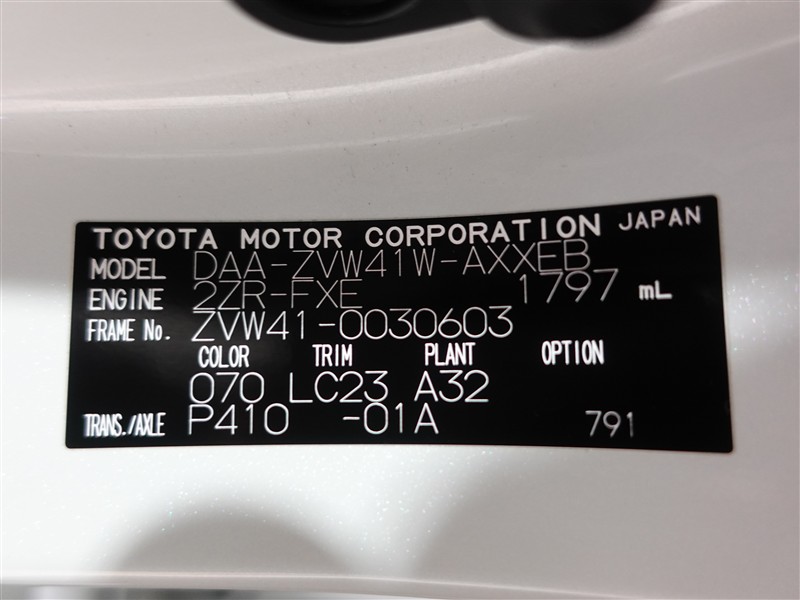 TOYOTA MOTOR CORPORATION JAPAN
MODEL DAA-ZVW41W-AXXEB
ENGINE 2ZR-FXE 1797 mL
FRAME No. ZVW41-0030603
COLOR TRIM PLANT OPTION
070 LC23 A32
TRANS./AXLE P410 -01A 791